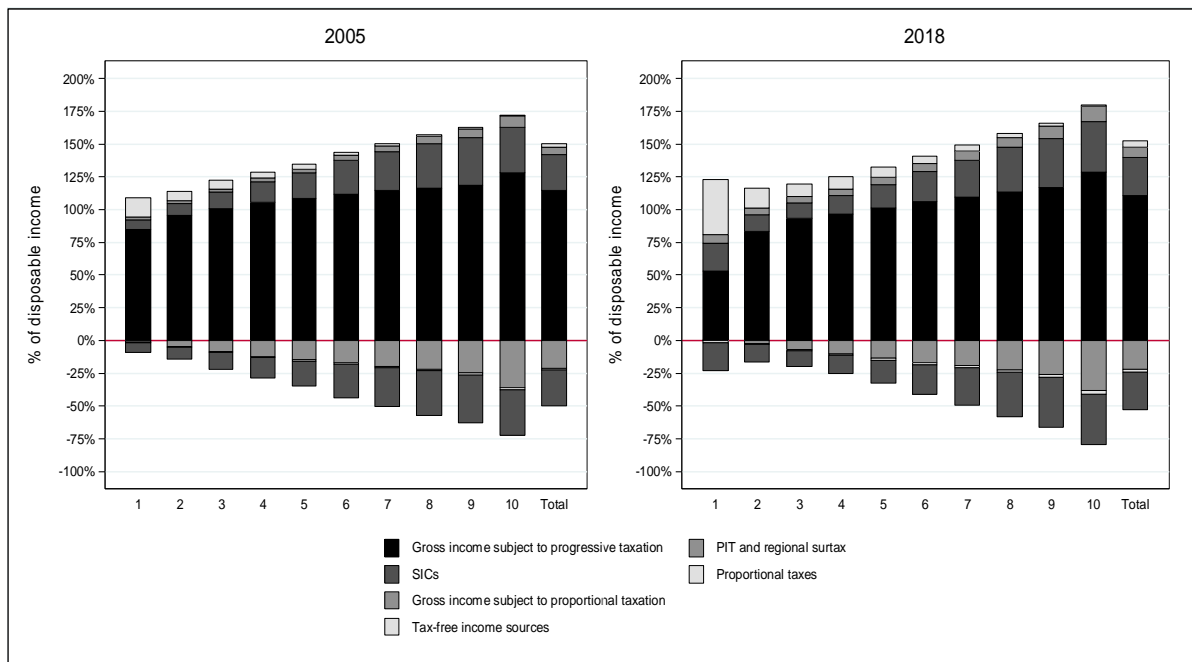 2005
2018
% of disposable income
200%
175%
150%
125%
100%
75%
50%
25%
0%
-25%
-50%
-75%
-100%
1 2 3 4 5 6 7 8 9 10 Total
% of disposable income
200%
175%
150%
125%
100%
75%
50%
25%
0%
-25%
-50%
-75%
-100%
1 2 3 4 5 6 7 8 9 10 Total
Gross income subject to progressive taxation
SICs
Gross income subject to proportional taxation
Tax-free income sources
PIT and regional surtax
Proportional taxes